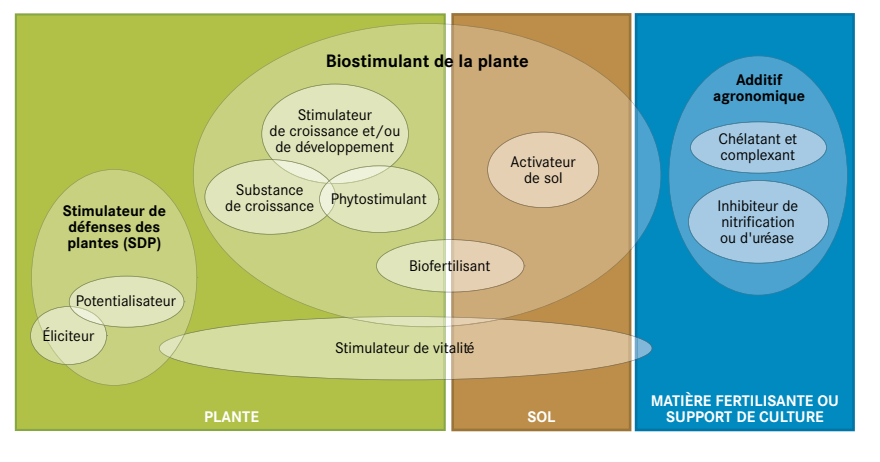 Biostimulant de la plante
Stimulateur
de croissance et/ou
de développement
Substance
de croissance
Phytostimulant
Biofertilisant
Activateur
de sol
Additif
agronomique
Chélatant et
complexant
Inhibiteur de
nitrification
ou d'uréase
Stimulateur de
défenses des
plantes (SDP)
Potentialisateur
Éliciteur
Stimulateur de vitalité
PLANTE
SOL
MATIÈRE FERTILISANTE OU
SUPPORT DE CULTURE